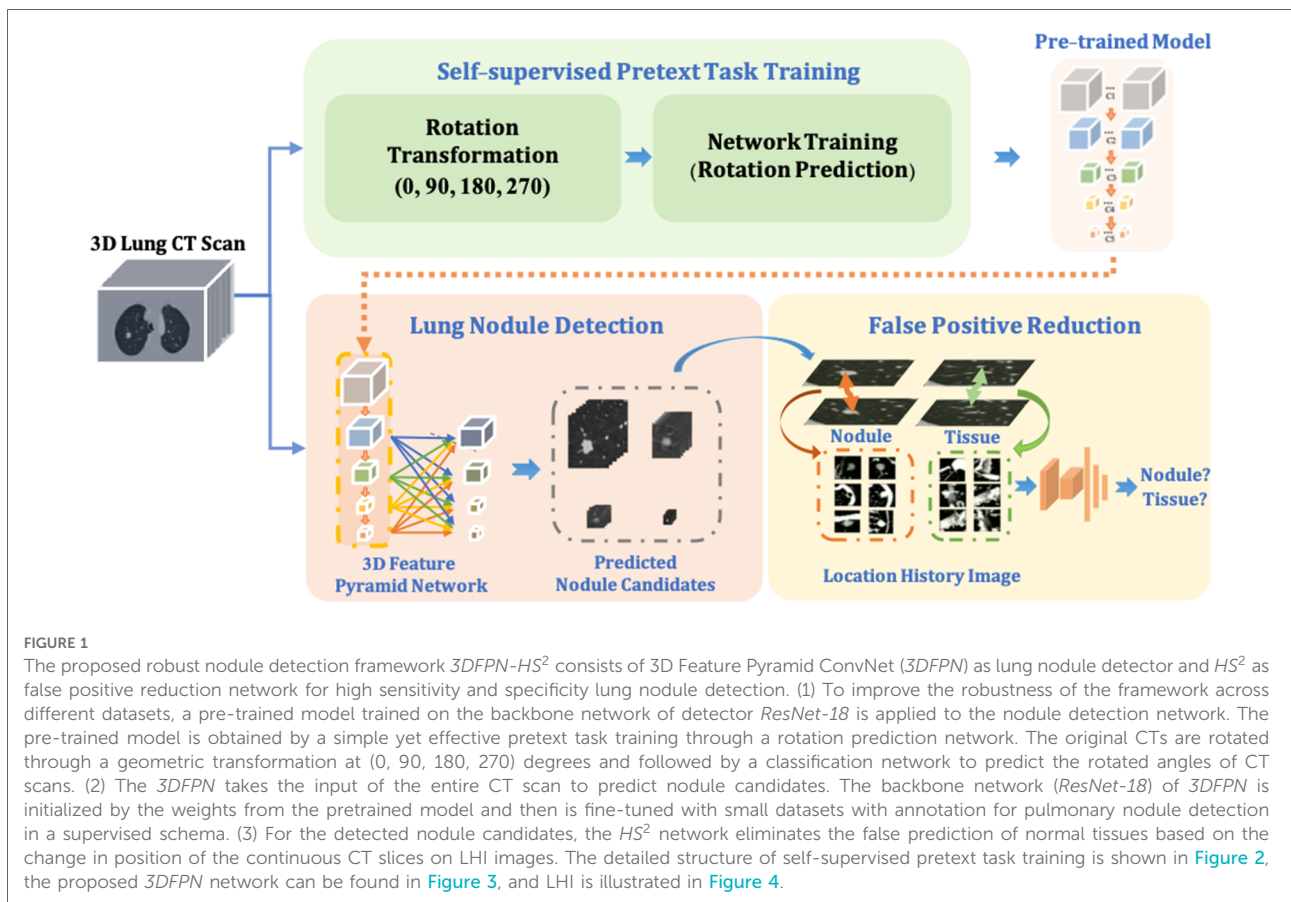 Pre-trained Model
Self-supervised Pretext Task Training
Rotation
Transformation
(0, 90, 180, 270)
Network Training
(Rotation Prediction)
C1
C2
C3
C4
C5
3D Lung CT Scan
Lung Nodule Detection
False Positive Reduction
Nodule
Tissue
Nodule?
Tissue?
3D Feature
Pyramid Network
Predicted
Nodule Candidates
Location History Image
FIGURE 1
The proposed robust nodule detection framework 3DFPN-HS² consists of 3D Feature Pyramid ConvNet (3DFPN) as lung nodule detector and HS² as
false positive reduction network for high sensitivity and specificity lung nodule detection. (1) To improve the robustness of the framework across
different datasets, a pre-trained model trained on the backbone network of detector ResNet-18 is applied to the nodule detection network. The
pre-trained model is obtained by a simple yet effective pretext task training through a rotation prediction network. The original CTs are rotated
through a geometric transformation at (0, 90, 180, 270) degrees and followed by a classification network to predict the rotated angles of CT
scans. (2) The 3DFPN takes the input of the entire CT scan to predict nodule candidates. The backbone network (ResNet-18) of 3DFPN is
initialized by the weights from the pretrained model and then is fine-tuned with small datasets with annotation for pulmonary nodule detection
in a supervised schema. (3) For the detected nodule candidates, the HS² network eliminates the false prediction of normal tissues based on the
change in position of the continuous CT slices on LHI images. The detailed structure of self-supervised pretext task training is shown in Figure 2,
the proposed 3DFPN network can be found in Figure 3, and LHI is illustrated in Figure 4.